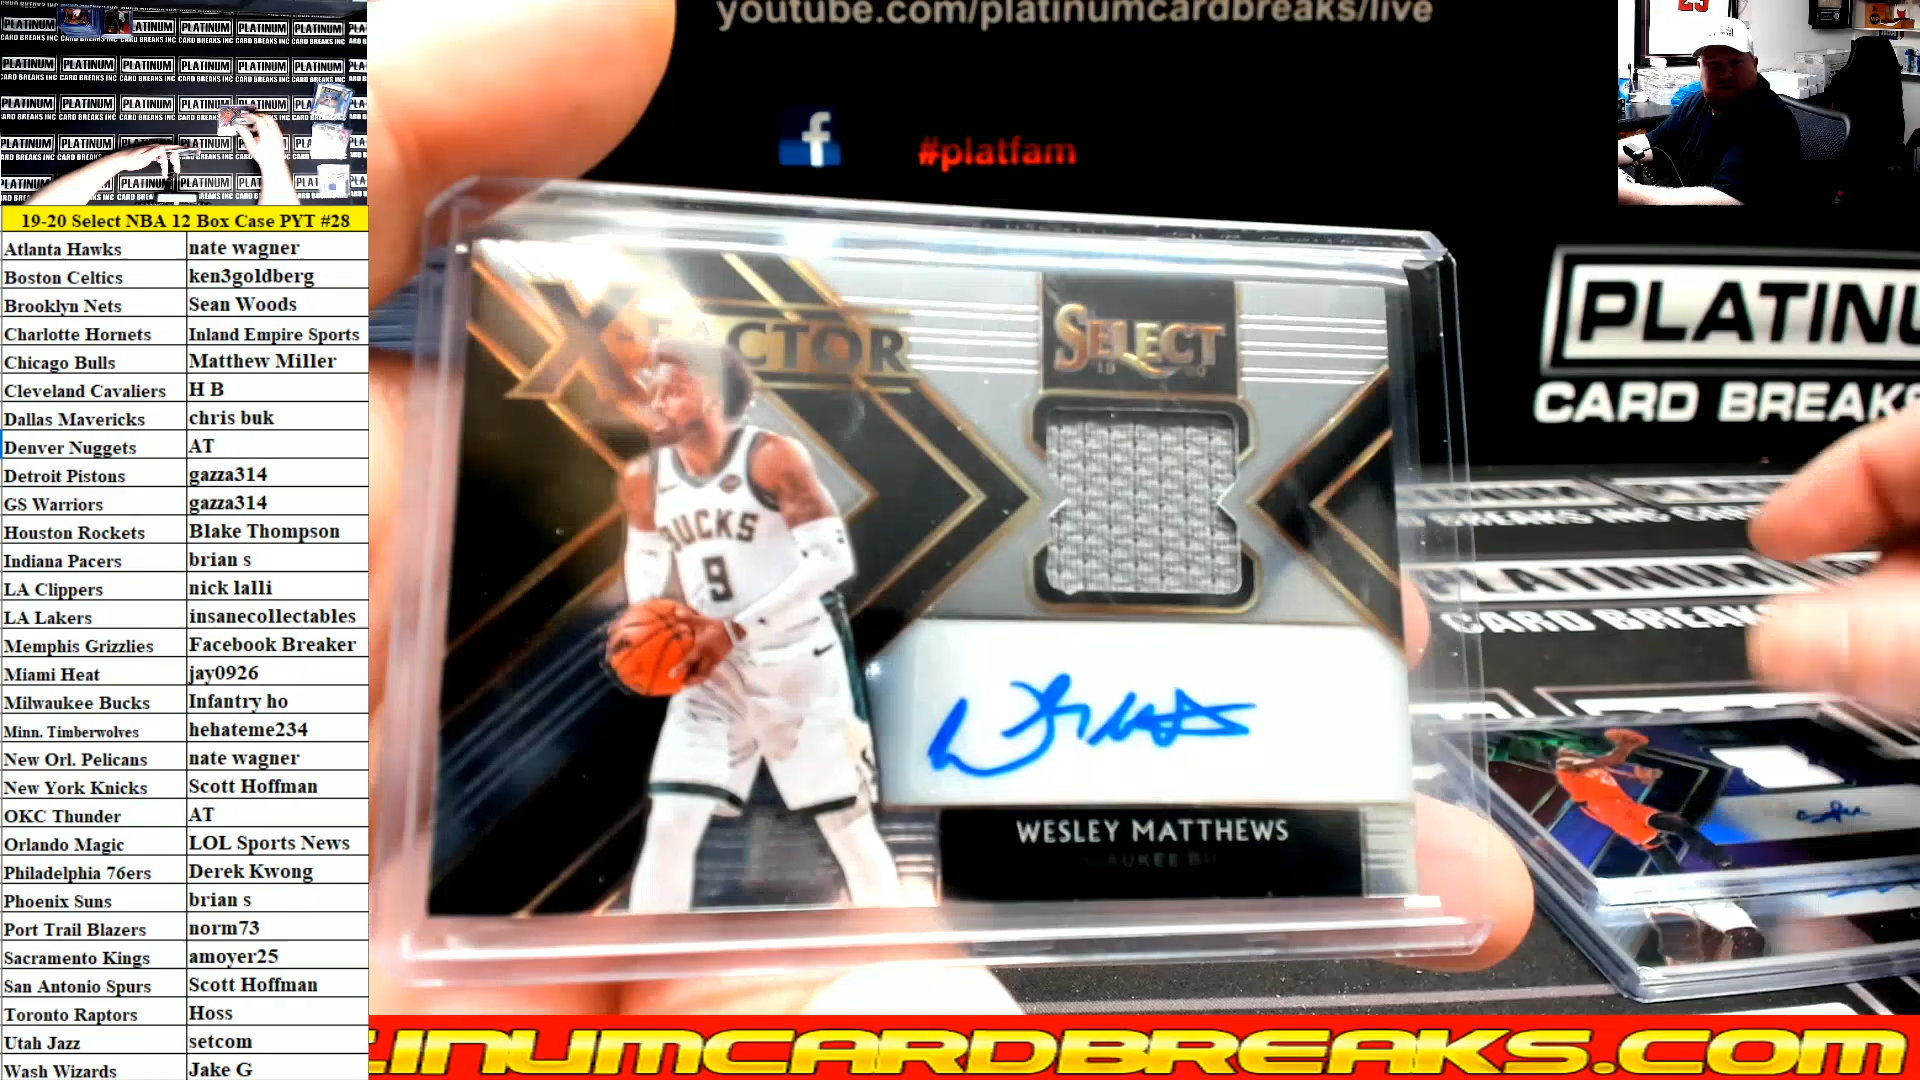 youtube.com/platinumcardbreaks/live
#platfam
19-20 Select NBA 12 Box Case PYT #28
Atlanta Hawks nate wagner
Boston Celtics ken3goldberg
Brooklyn Nets Sean Woods
Charlotte Hornets Inland Empire Sports
Chicago Bulls Matthew Miller
Cleveland Cavaliers H B
Dallas Mavericks chris buk
Denver Nuggets AT
Detroit Pistons gazza314
GS Warriors gazza314
Houston Rockets Blake Thompson
Indiana Pacers brian s
LA Clippers nick lalli
LA Lakers insanecollectables
Memphis Grizzlies Facebook Breaker
Miami Heat jay0926
Milwaukee Bucks Infantry ho
Minn. Timberwolves hehateme234
New Orl. Pelicans nate wagner
New York Knicks Scott Hoffman
OKC Thunder AT
Orlando Magic LOL Sports News
Philadelphia 76ers Derek Kwong
Phoenix Suns brian s
Port Trail Blazers norm73
Sacramento Kings amoyer25
San Antonio Spurs Scott Hoffman
Toronto Raptors Hoss
Utah Jazz setcom
Wash Wizards Jake G
X FACTOR
SELECT
BUCKS
9
WESLEY MATTHEWS
PLATINU
CARD BREAKS
PLATINUM
CARD BREAK
LINUMCARDBREAKS.COM